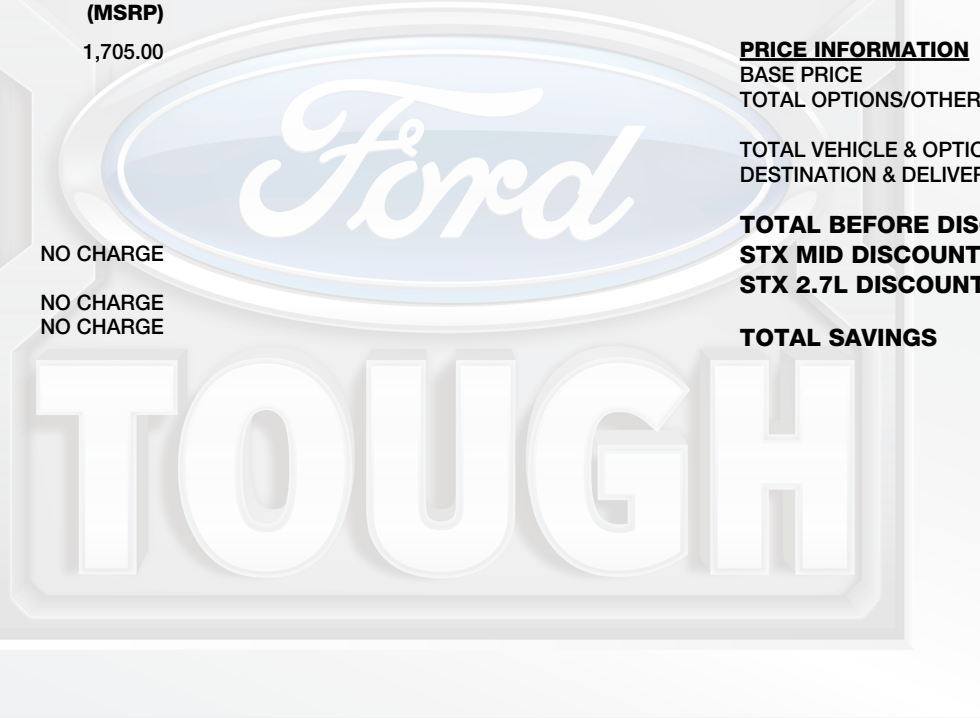 (MSRP)
1,705.00
NO CHARGE
NO CHARGE
NO CHARGE
PRICE INFORMATION
BASE PRICE
TOTAL OPTIONS/OTHER
TOTAL VEHICLE & OPTIO
DESTINATION & DELIVER
TOTAL BEFORE DIS
STX MID DISCOUNT
STX 2.7L DISCOUNT
TOTAL SAVINGS
Ford
TOUGH